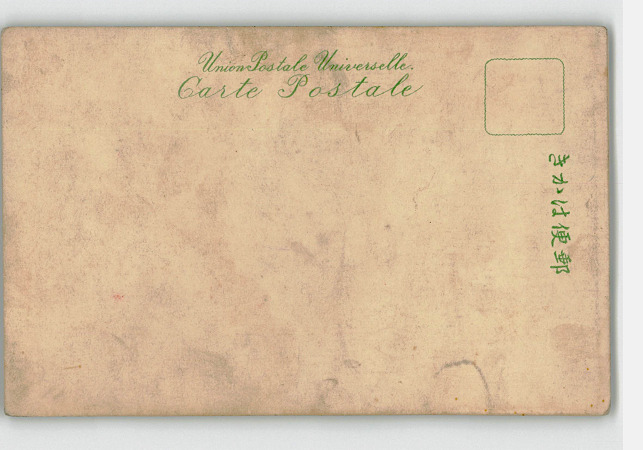 Union Postale Universelle.
Carte Postale
きかは便郵